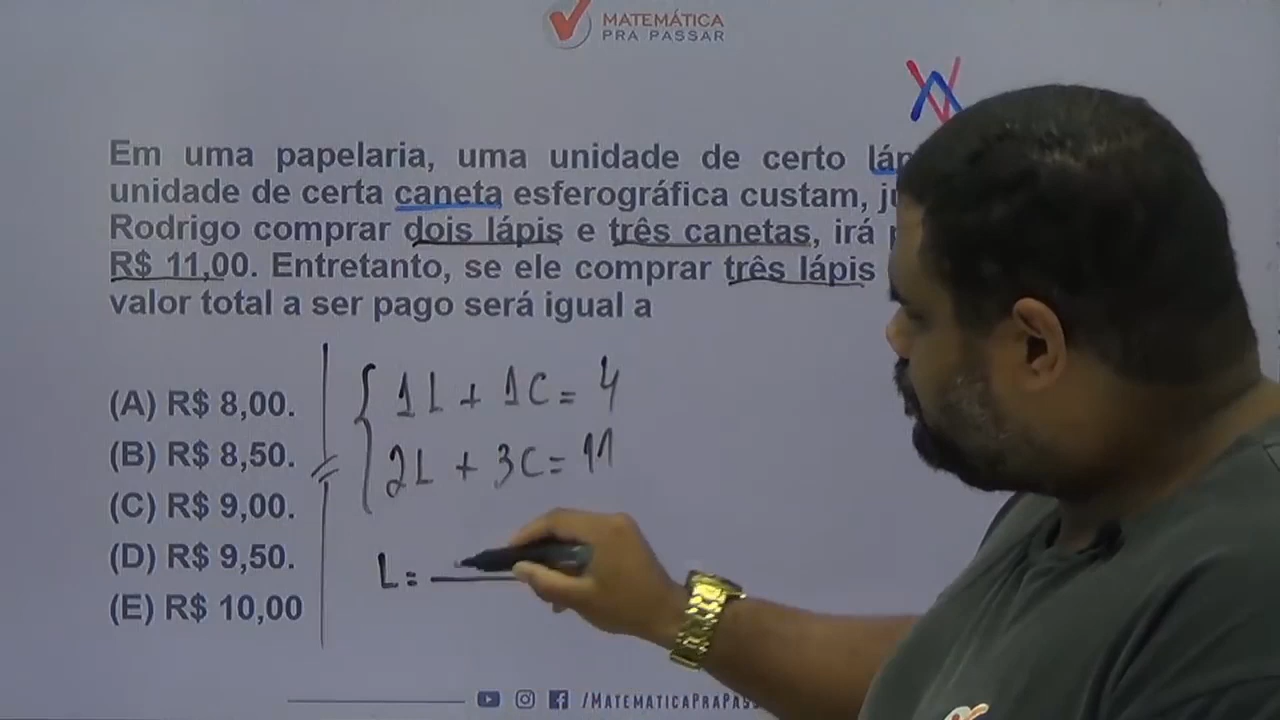 MATEMÁTICA
PRA PASSAR
Em uma papelaria, uma unidade de certo
unidade de certa caneta esferográfica custam,
Rodrigo comprar dois lápis e três canetas, irá
R$ 11,00. Entretanto, se ele comprar três lápis
valor total a ser pago será igual a
(A) R$ 8,00.
(B) R$ 8,50.
(C) R$ 9,00.
(D) R$ 9,50.
(E) R$ 10,00
1L + 1C = 4
2L + 3C = 11
L =